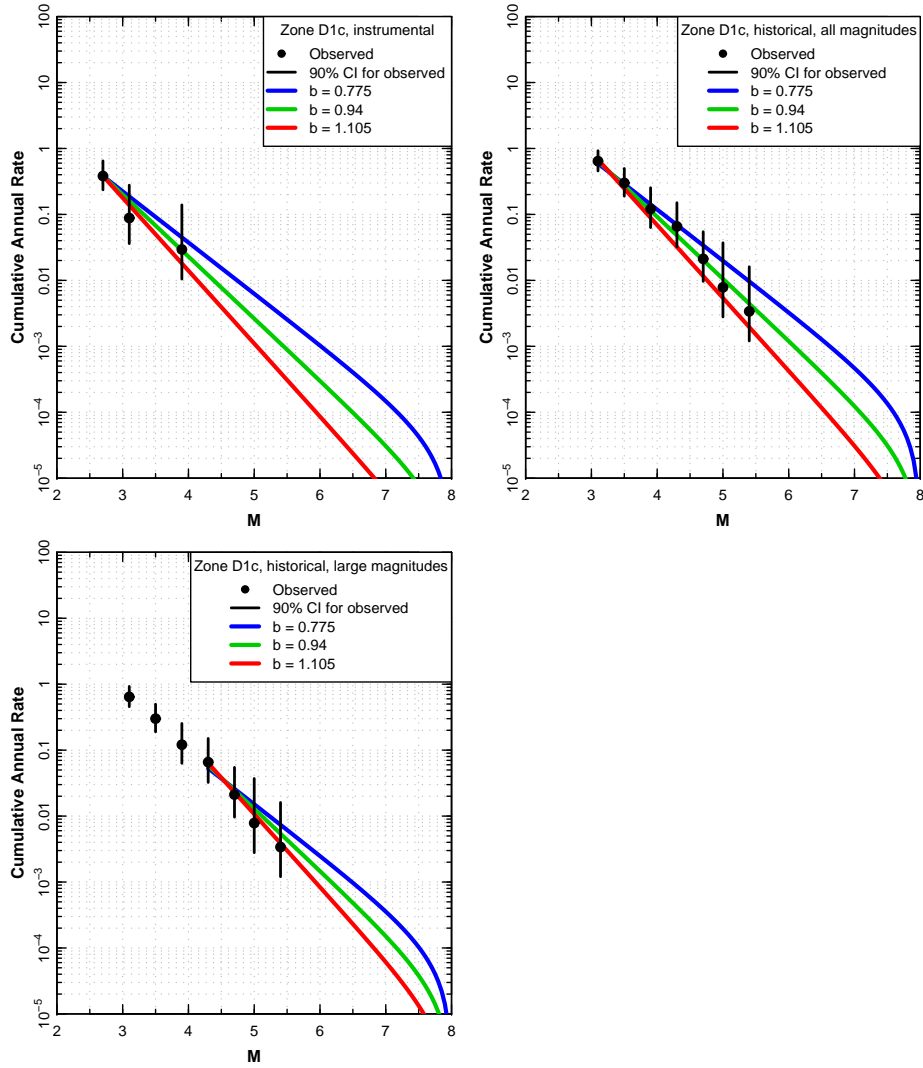 Zone D1c, instrumental
Observed
90% CI for observed
b = 0.775
b = 0.94
b = 1.105
100
10
1
0.1
0.01
10⁻³
10⁻⁴
10⁻⁵
Cumulative Annual Rate
2 3 4 5 6 7 8
M
Zone D1c, historical, all magnitudes
Observed
90% CI for observed
b = 0.775
b = 0.94
b = 1.105
100
10
1
0.1
0.01
10⁻³
10⁻⁴
10⁻⁵
Cumulative Annual Rate
2 3 4 5 6 7 8
M
Zone D1c, historical, large magnitudes
Observed
90% CI for observed
b = 0.775
b = 0.94
b = 1.105
100
10
1
0.1
0.01
10⁻³
10⁻⁴
10⁻⁵
Cumulative Annual Rate
2 3 4 5 6 7 8
M